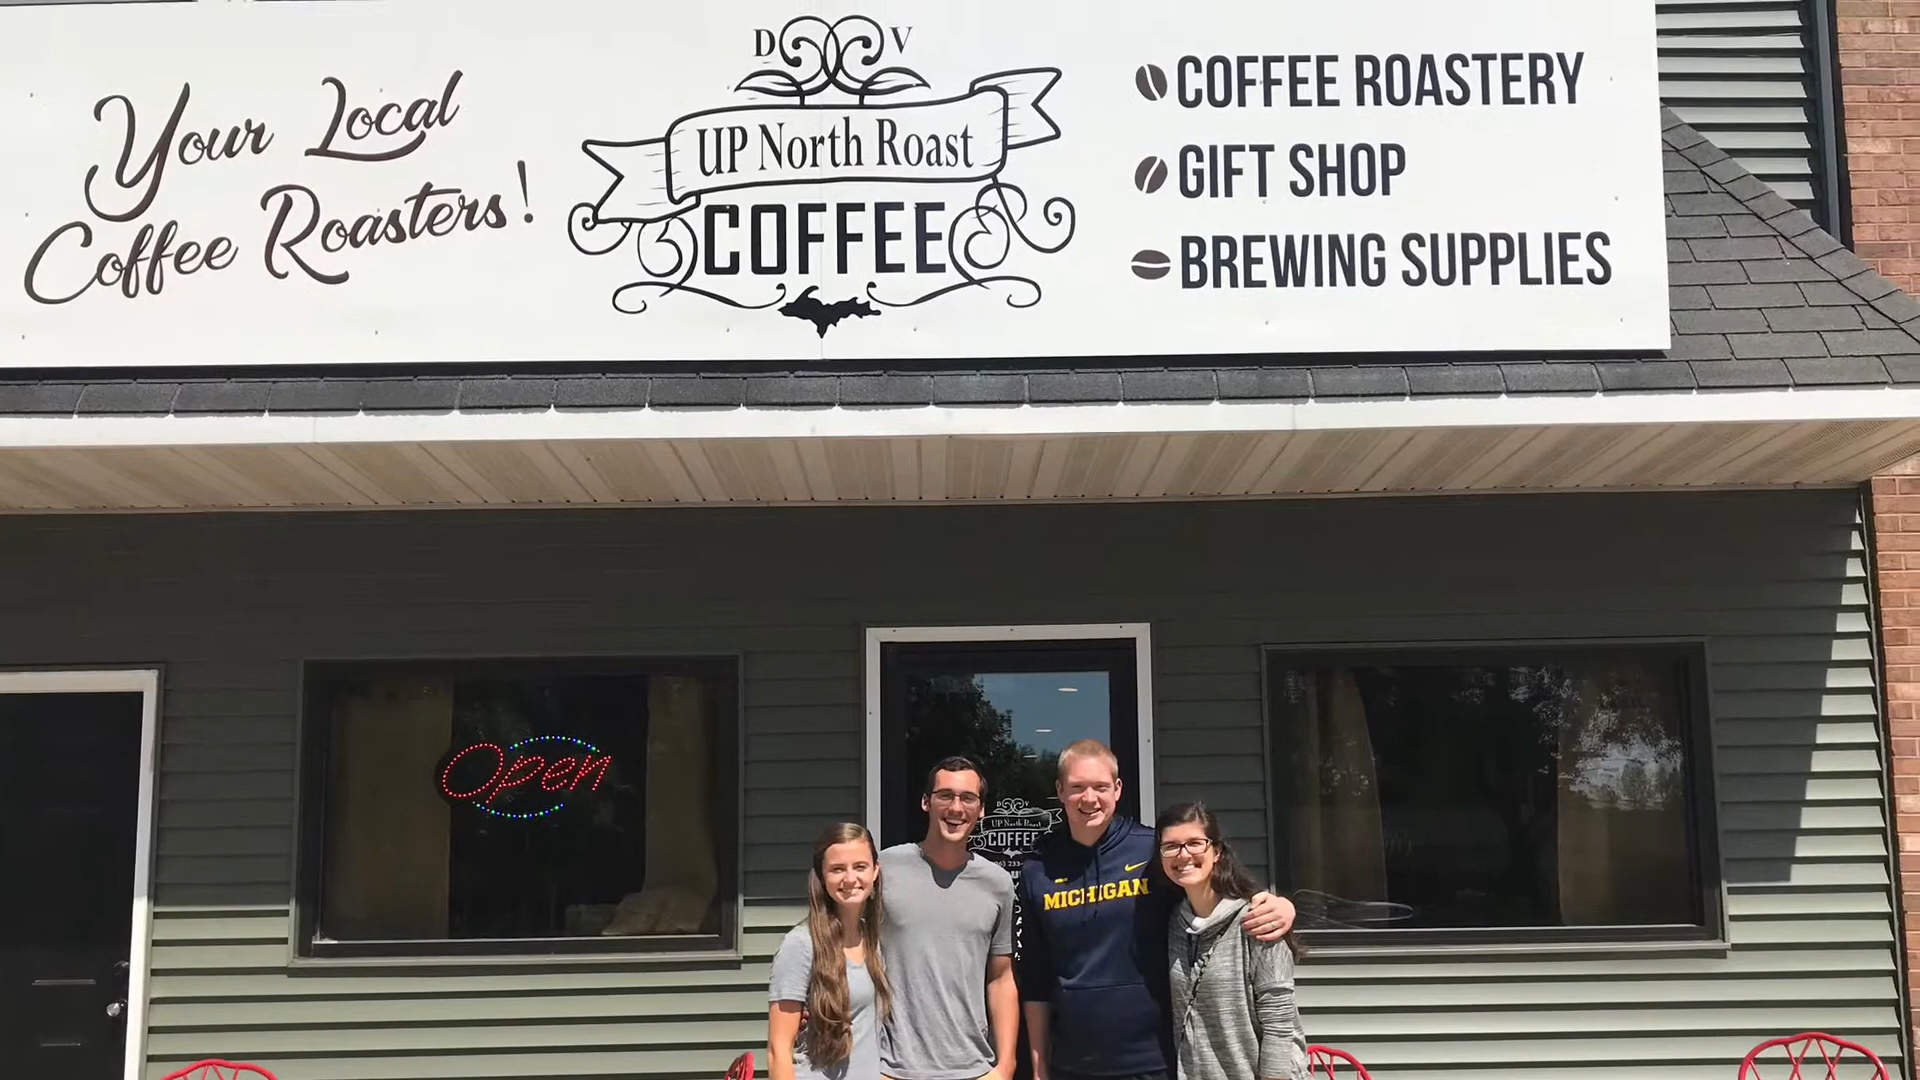 Your Local
Coffee Roasters!
D V
UP North Roast
COFFEE
COFFEE ROASTERY
GIFT SHOP
BREWING SUPPLIES
Open
D V
UP North Roast
COFFEE
233-
MICHIGAN